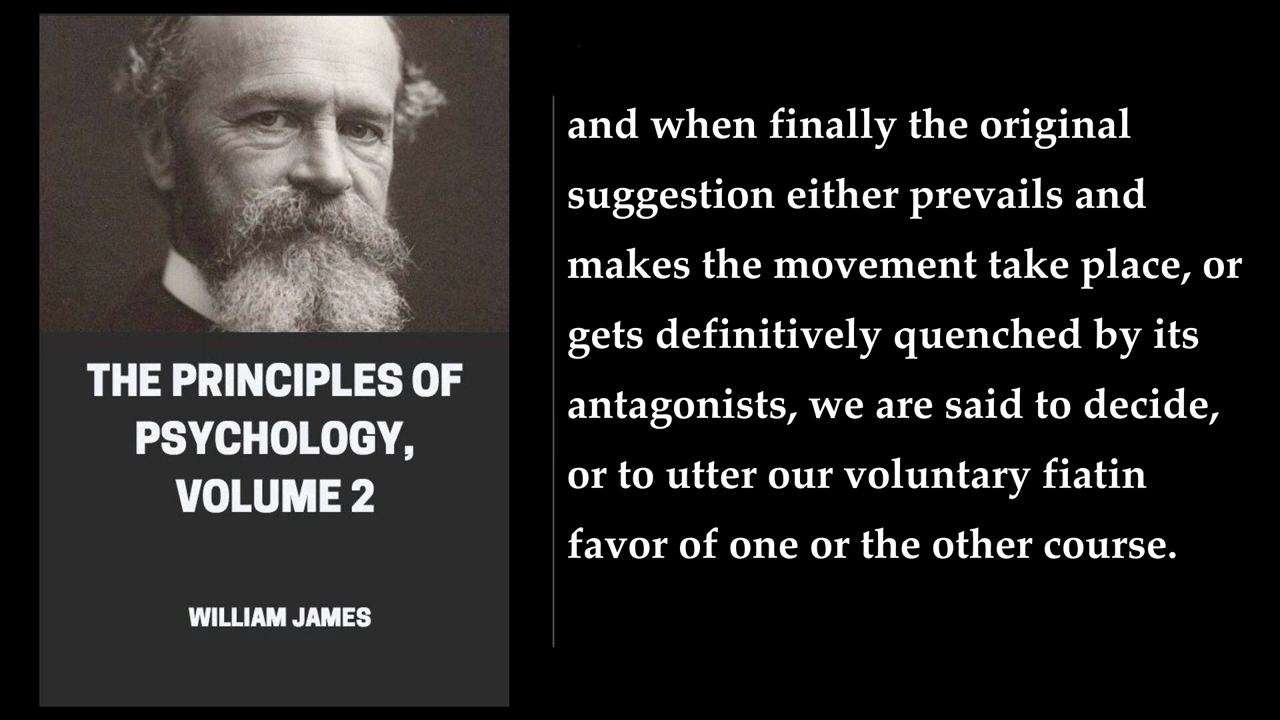 THE PRINCIPLES OF
PSYCHOLOGY,
VOLUME 2
WILLIAM JAMES
and when finally the original
suggestion either prevails and
makes the movement take place, or
gets definitively quenched by its
antagonists, we are said to decide,
or to utter our voluntary fiatin
favor of one or the other course.